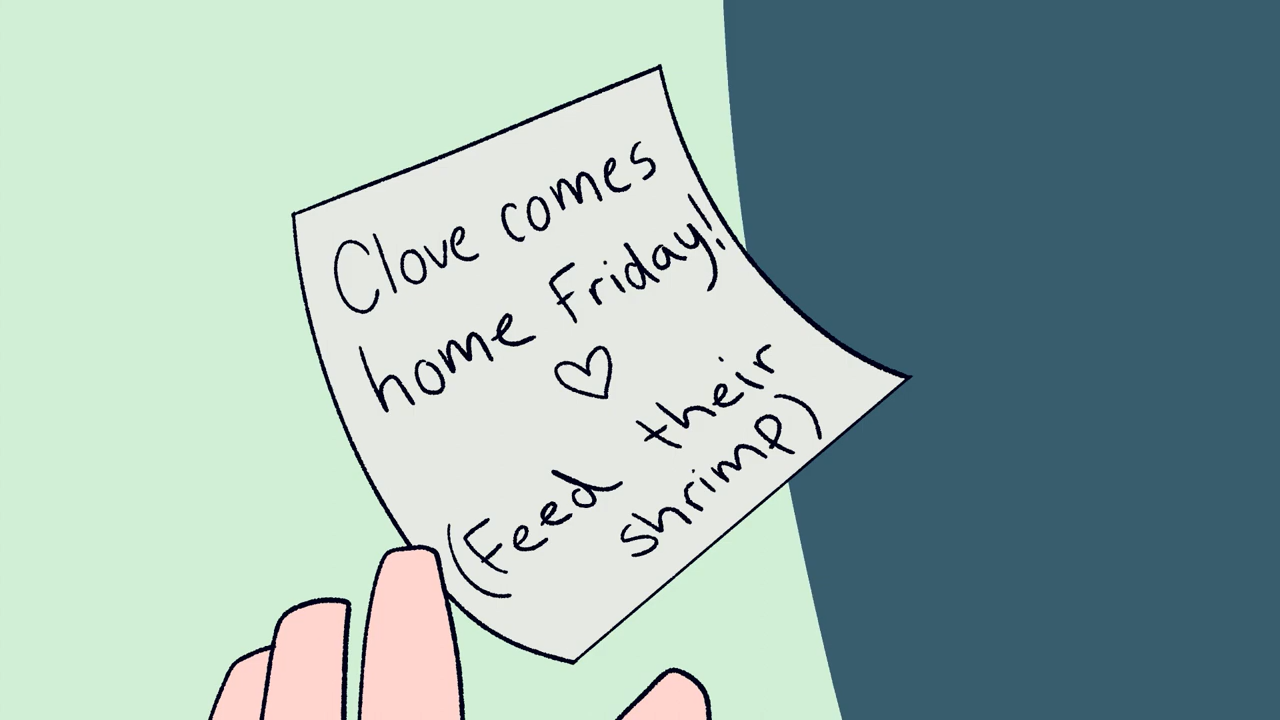 Clove comes
home Friday!
♡
(Feed their
shrimp)